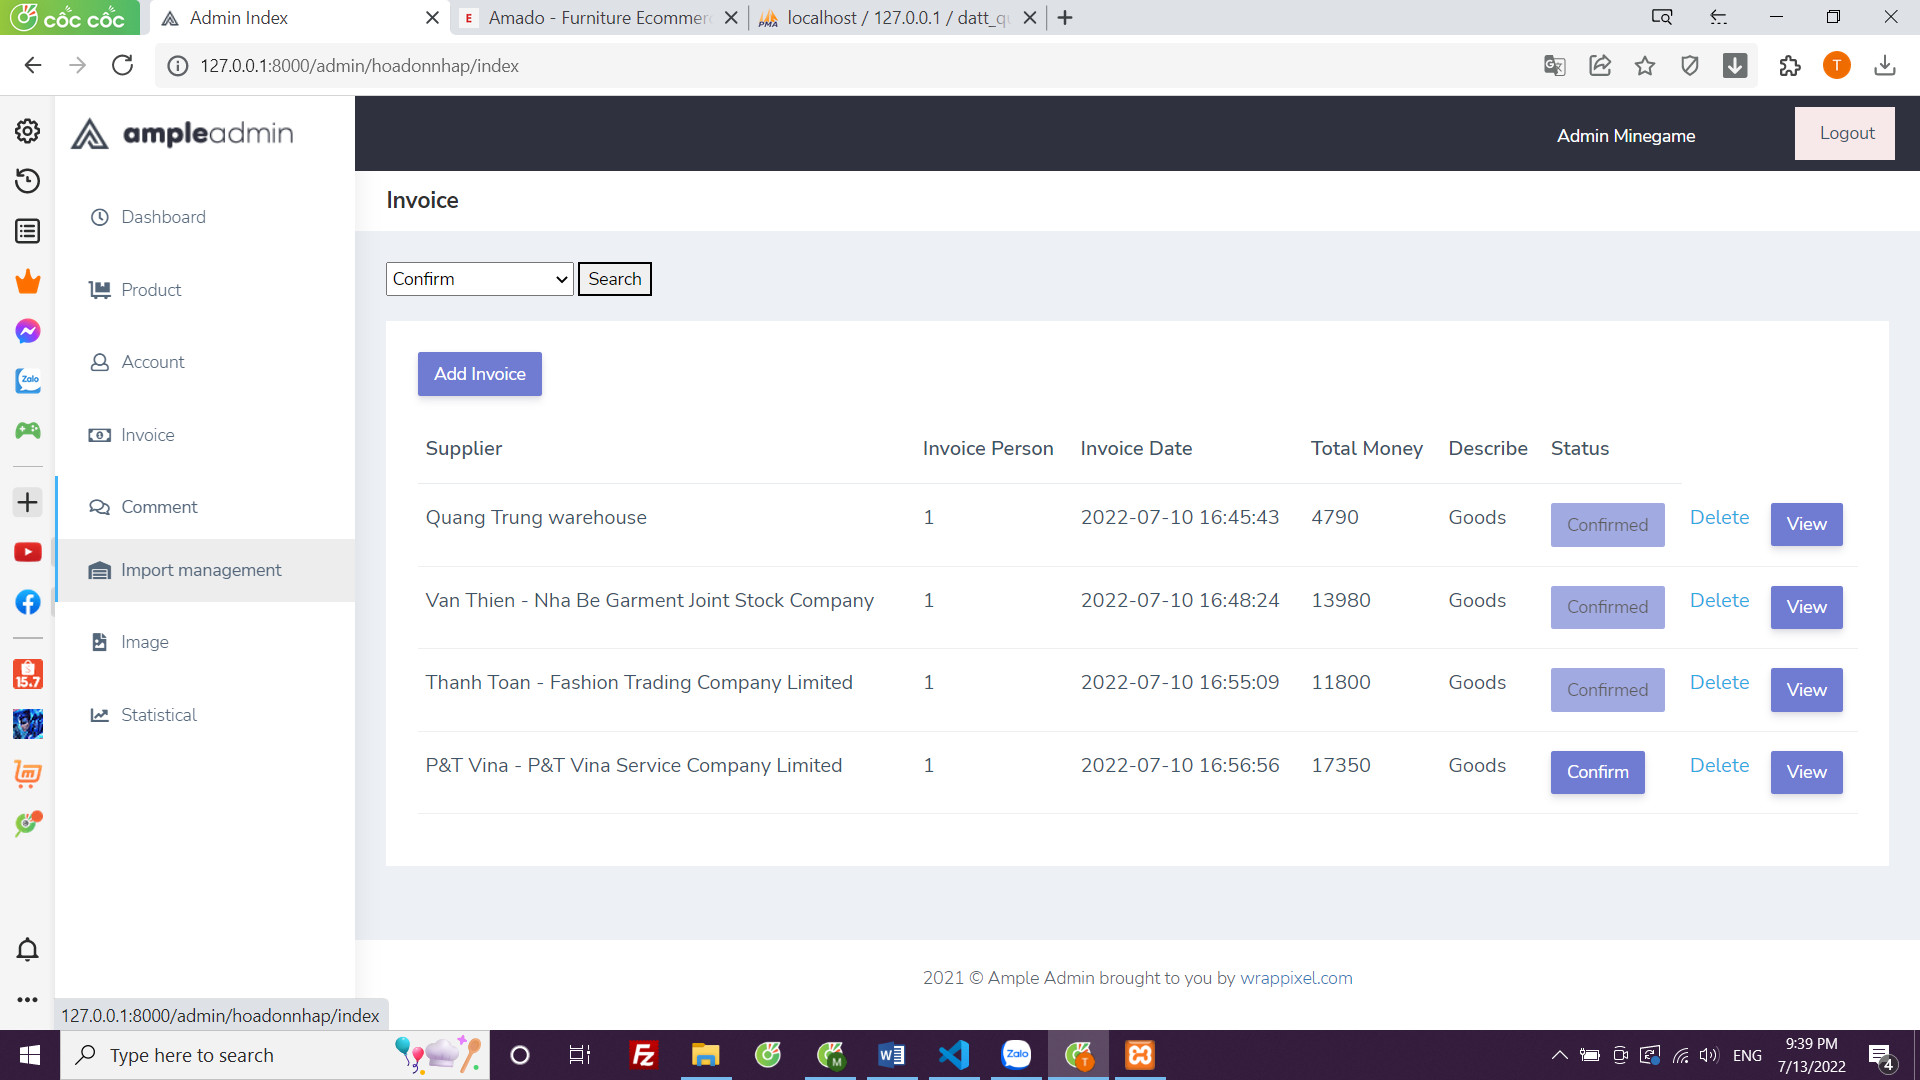 cốc cốc
Admin Index
Amado - Furniture Ecommer
localhost / 127.0.0.1 / datt_q
127.0.0.1:8000/admin/hoadonnhap/index
T
ampleadmin
Admin Minegame
Logout
Invoice
Dashboard
Product
Account
Invoice
Comment
Import management
Image
Statistical
Zalo
15.7
Confirm
Search
Add Invoice
Supplier Invoice Person Invoice Date Total Money Describe Status
Quang Trung warehouse 1 2022-07-10 16:45:43 4790 Goods Confirmed Delete View
Van Thien - Nha Be Garment Joint Stock Company 1 2022-07-10 16:48:24 13980 Goods Confirmed Delete View
Thanh Toan - Fashion Trading Company Limited 1 2022-07-10 16:55:09 11800 Goods Confirmed Delete View
P&T Vina - P&T Vina Service Company Limited 1 2022-07-10 16:56:56 17350 Goods Confirm Delete View
2021 © Ample Admin brought to you by wrappixel.com
127.0.0.1:8000/admin/hoadonnhap/index
Type here to search
Zalo
ENG
9:39 PM
7/13/2022
4